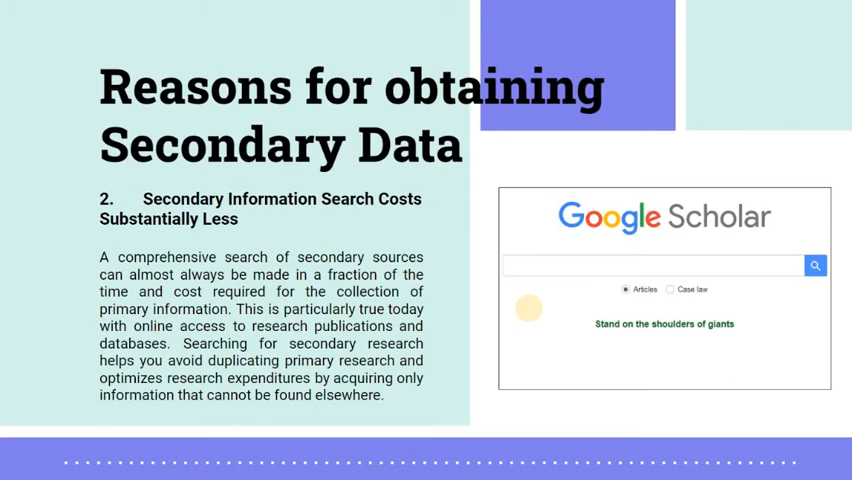 Reasons for obtaining
Secondary Data
2. Secondary Information Search Costs
Substantially Less
A comprehensive search of secondary sources
can almost always be made in a fraction of the
time and cost required for the collection of
primary information. This is particularly true today
with online access to research publications and
databases. Searching for secondary research
helps you avoid duplicating primary research and
optimizes research expenditures by acquiring only
information that cannot be found elsewhere.
Google Scholar
Articles Case law
Stand on the shoulders of giants